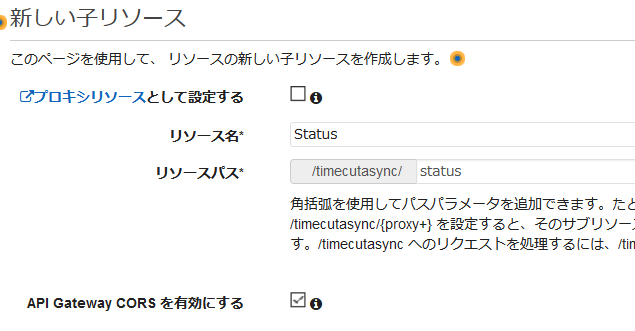 新しい子リソース
このページを使用して、 リソースの新しい子リソースを作成します。
プロキシリソースとして設定する
リソース名* Status
リソースパス* /timecutasync/ status
角括弧を使用してパスパラメータを追加できます。たと
/timecutasync/{proxy+} を設定すると、そのサブリソー
す。/timecutasync へのリクエストを処理するには、/tim
API Gateway CORS を有効にする